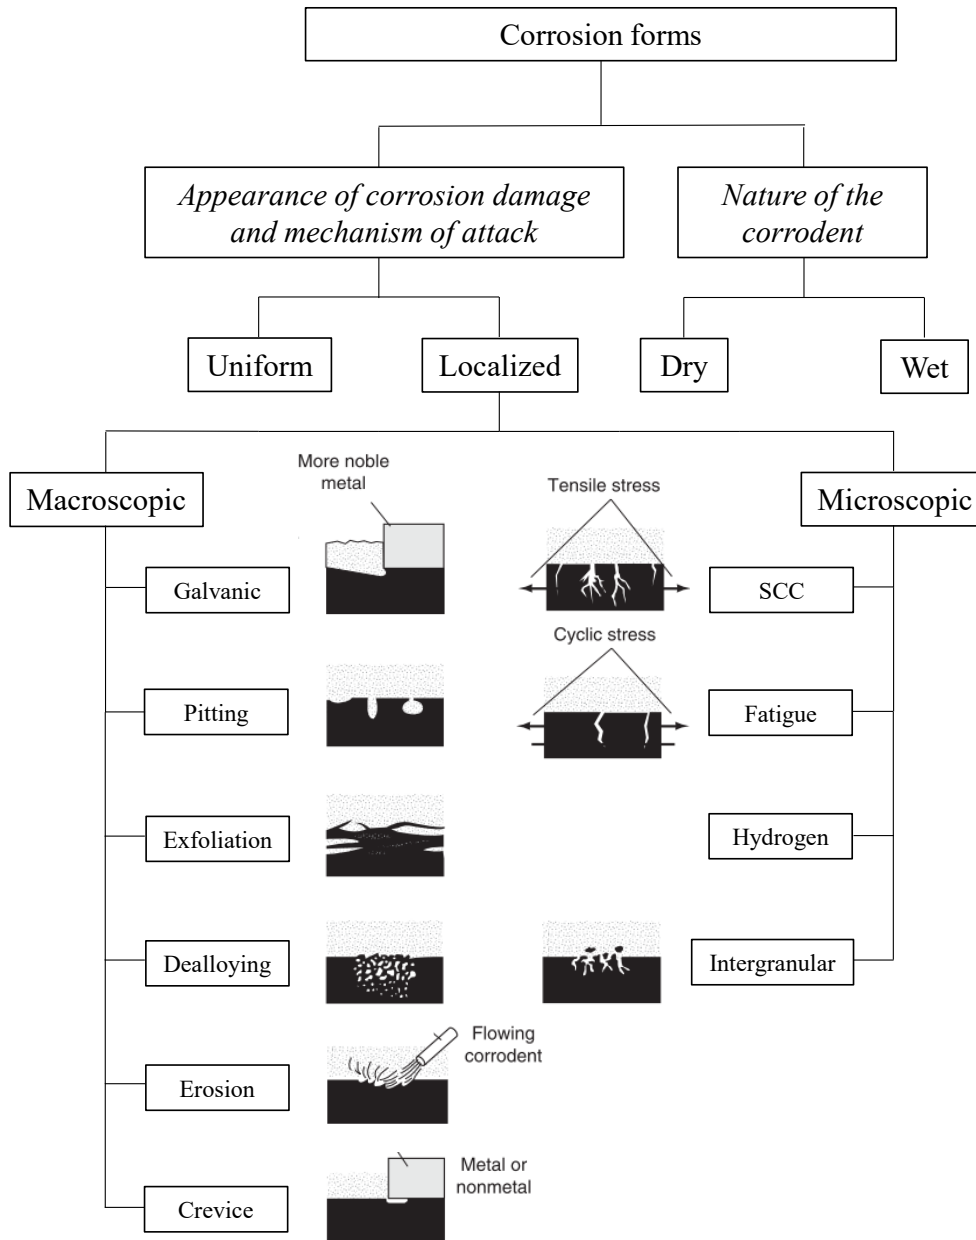 Corrosion forms
Appearance of corrosion damage
and mechanism of attack
Nature of the
corrodent
Uniform
Localized
Dry
Wet
Macroscopic
More noble
metal
Tensile stress
Microscopic
Galvanic
SCC
Cyclic stress
Pitting
Fatigue
Exfoliation
Hydrogen
Dealloying
Intergranular
Flowing
corrodent
Erosion
Metal or
nonmetal
Crevice